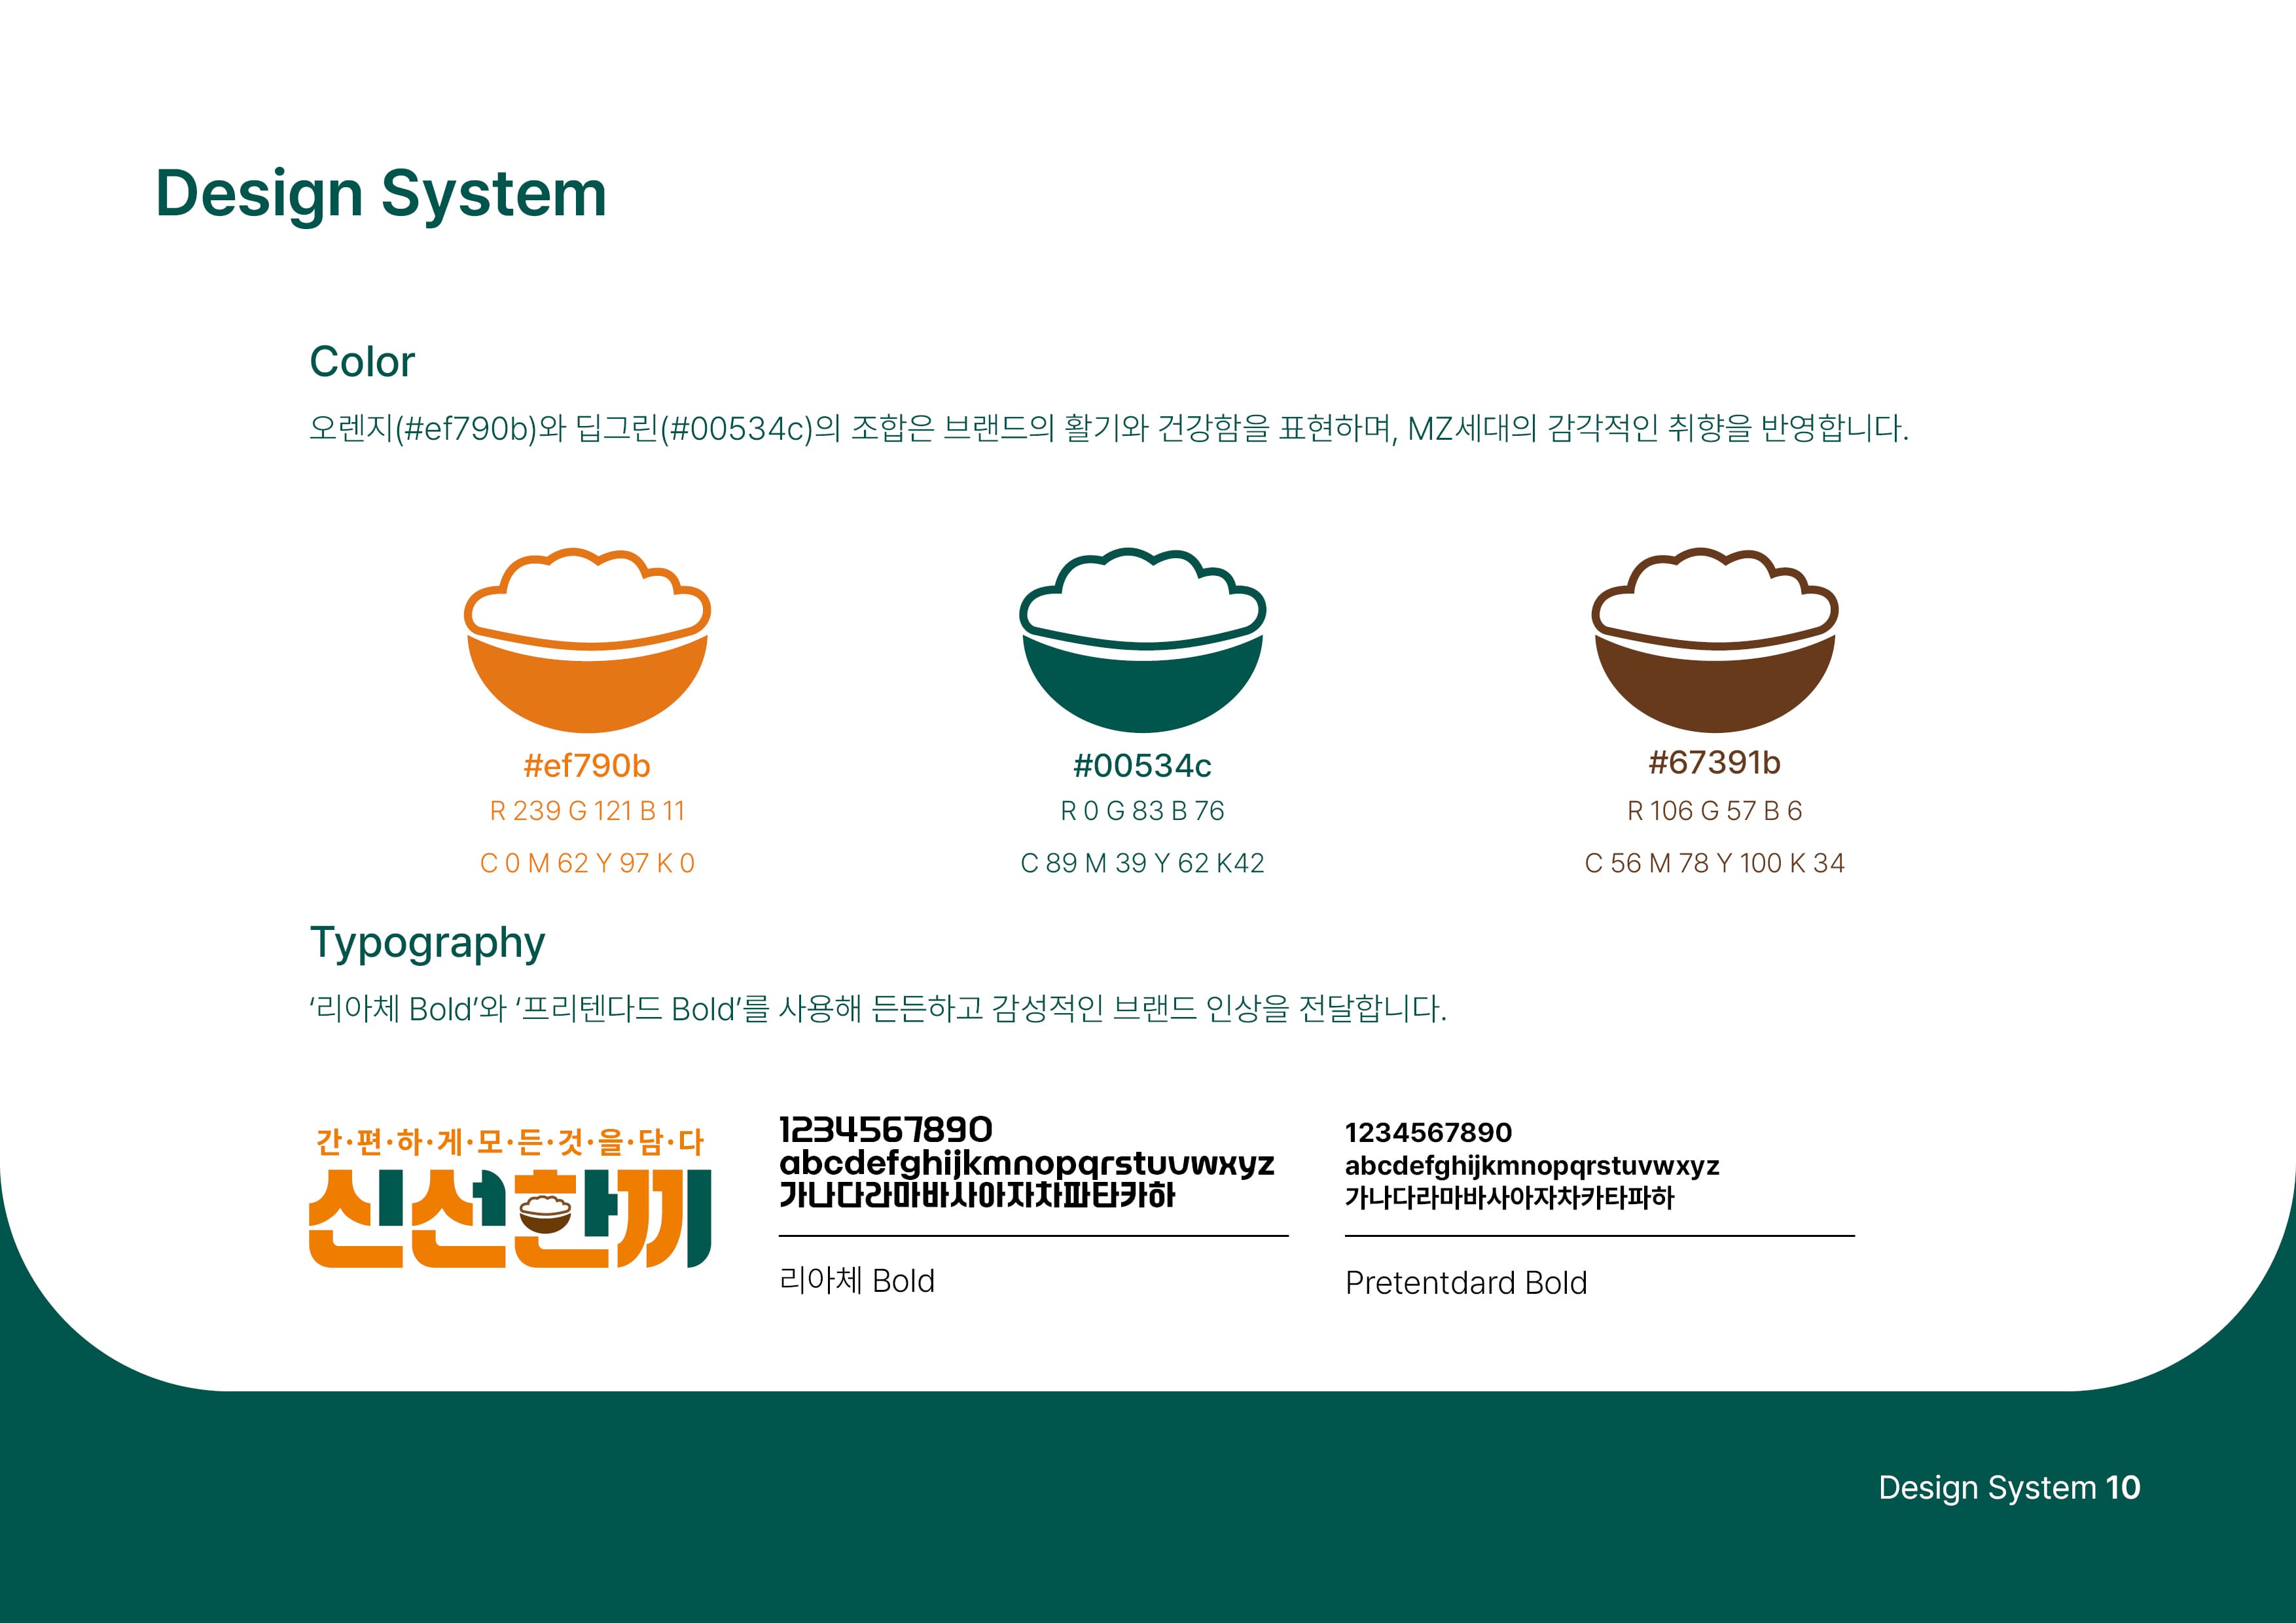 Design System
Color
오렌지(#ef790b)와 딥그린(#00534c)의 조합은 브랜드의 활기와 건강함을 표현하며, MZ세대의 감각적인 취향을 반영합니다.
#ef790b
R 239 G 121 B 11
C 0 M 62 Y 97 K 0
#00534c
R 0 G 83 B 76
C 89 M 39 Y 62 K42
#67391b
R 106 G 57 B 6
C 56 M 78 Y 100 K 34
Typography
‘리아체 Bold’와 ‘프리텐다드 Bold’를 사용해 든든하고 감성적인 브랜드 인상을 전달합니다.
간·편·하·게·모·든·것·을·담·다
신선한끼
1234567890
abcdefghijkmnopqrstuvwxyz
가나다라마바사아자차파타카하
리아체 Bold
1234567890
abcdefghijkmnopqrstuvwxyz
가나다라마바사아자차카타파하
Pretentdard Bold
Design System 10